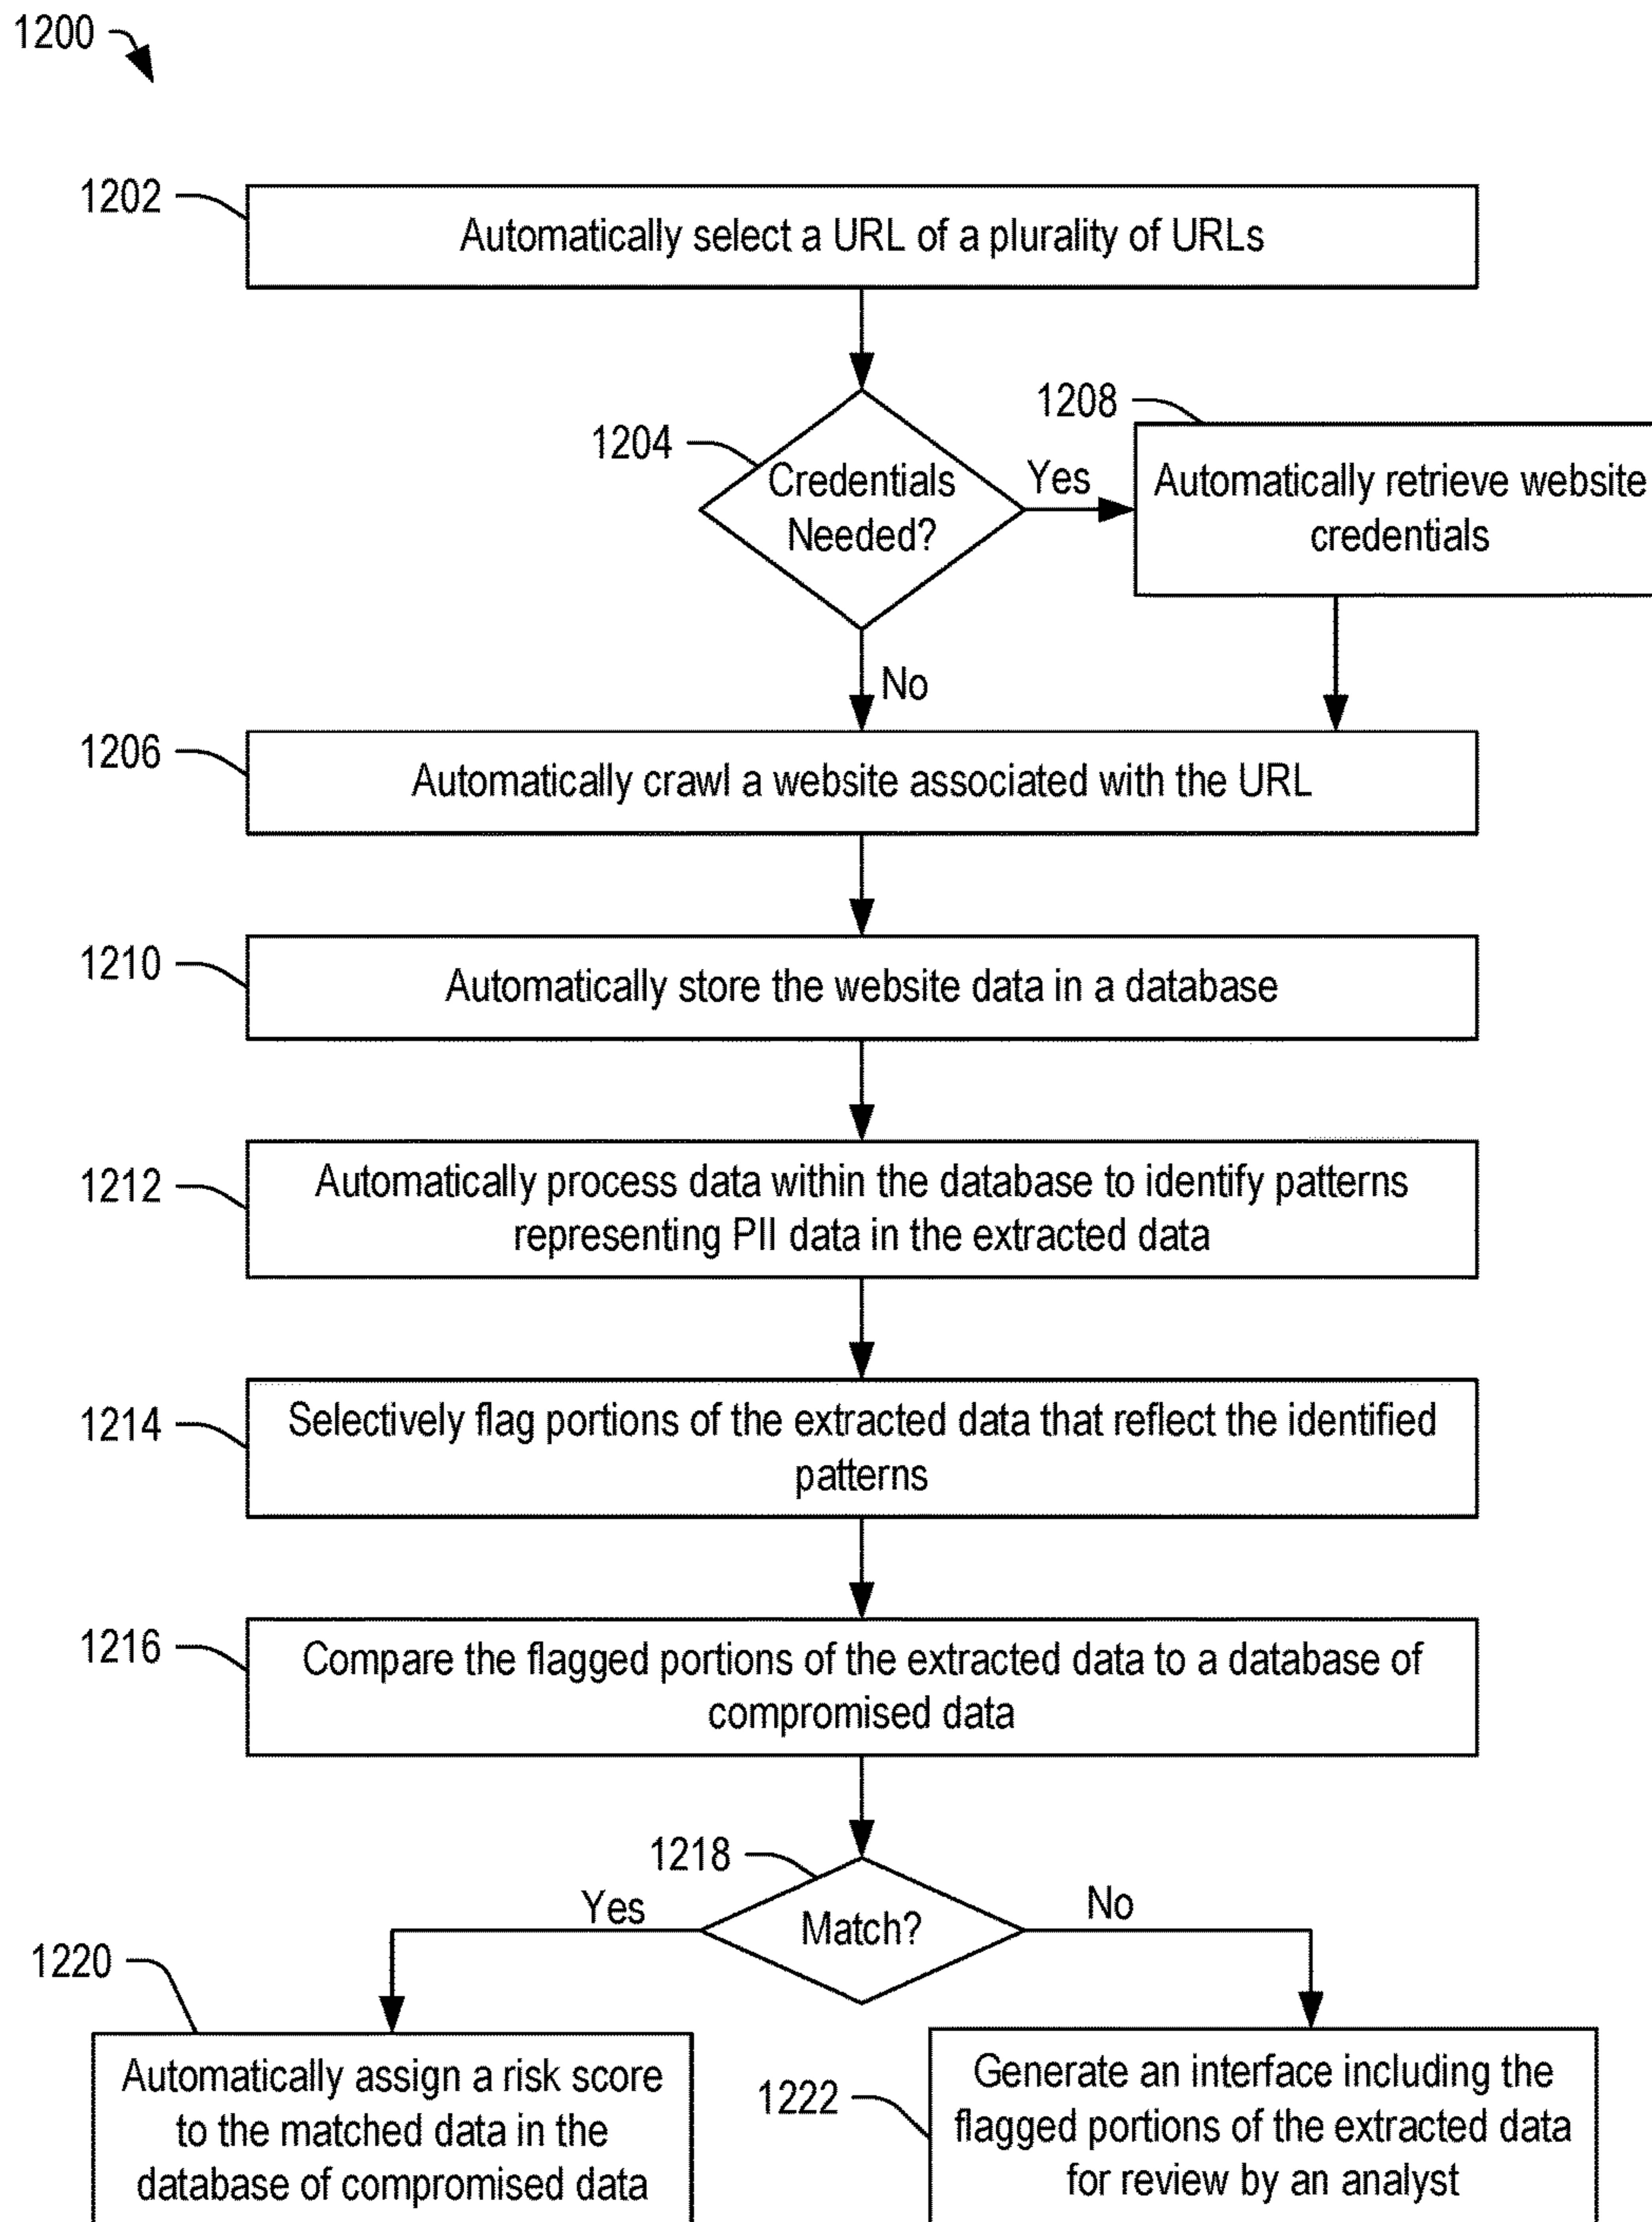 1200
1202
Automatically select a URL of a plurality of URLs
1208
1204
Credentials
Needed?
Yes
Automatically retrieve website
credentials
No
1206
Automatically crawl a website associated with the URL
1210
Automatically store the website data in a database
1212
Automatically process data within the database to identify patterns
representing PII data in the extracted data
1214
Selectively flag portions of the extracted data that reflect the identified
patterns
1216
Compare the flagged portions of the extracted data to a database of
compromised data
1218
Yes
Match?
No
1220
Automatically assign a risk score
to the matched data in the
database of compromised data
1222
Generate an interface including the
flagged portions of the extracted data
for review by an analyst